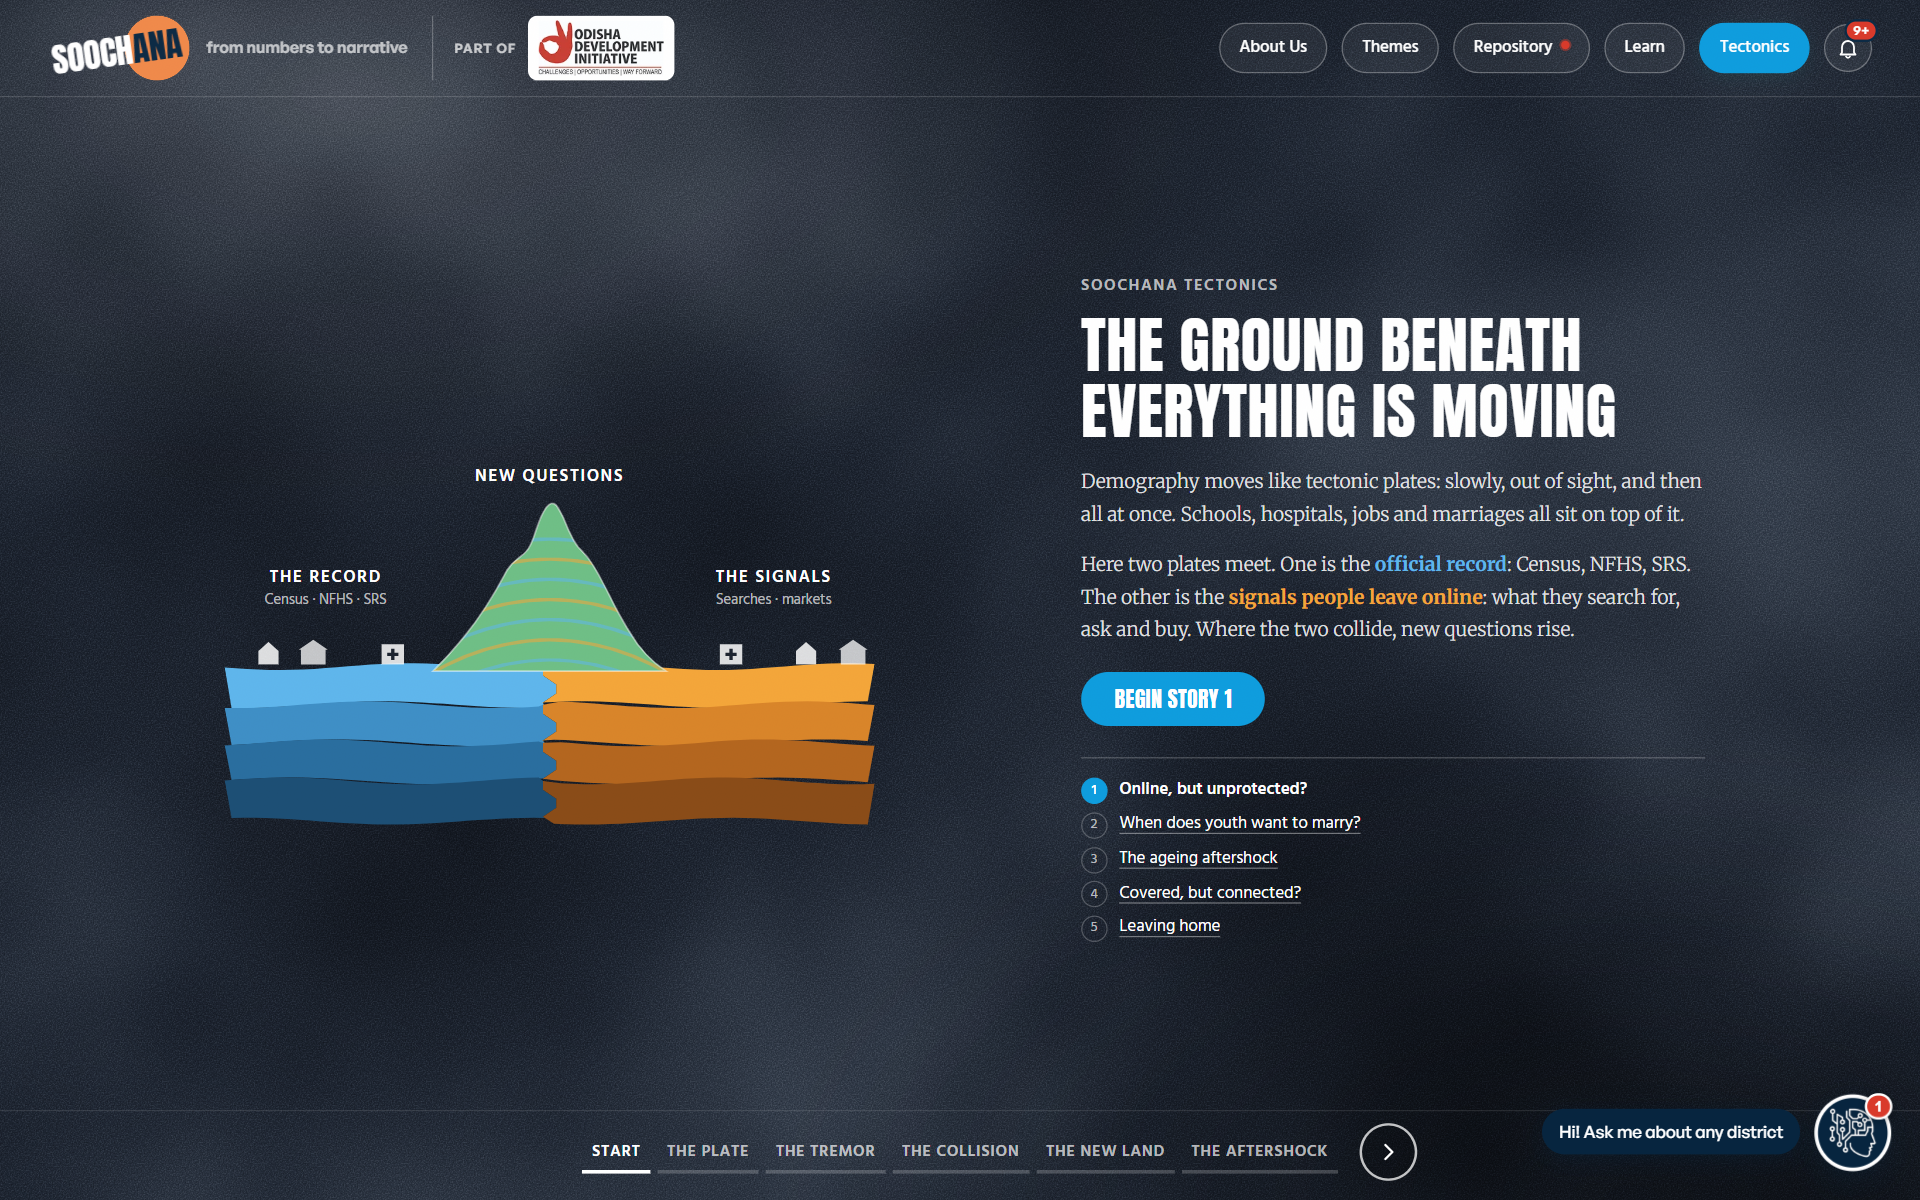 SOOCHANA
from numbers to narrative
PART OF
ODISHA
DEVELOPMENT
INITIATIVE
CHALLENGES | OPPORTUNITIES | WAY FORWARD
About Us
Themes
Repository
Learn
Tectonics
9+
SOOCHANA TECTONICS
THE GROUND BENEATH
EVERYTHING IS MOVING
Demography moves like tectonic plates: slowly, out of sight, and then
all at once. Schools, hospitals, jobs and marriages all sit on top of it.
Here two plates meet. One is the official record: Census, NFHS, SRS.
The other is the signals people leave online: what they search for,
ask and buy. Where the two collide, new questions rise.
BEGIN STORY 1
1 Online, but unprotected?
2 When does youth want to marry?
3 The ageing aftershock
4 Covered, but connected?
5 Leaving home
NEW QUESTIONS
THE RECORD
Census · NFHS · SRS
THE SIGNALS
Searches · markets
START
THE PLATE
THE TREMOR
THE COLLISION
THE NEW LAND
THE AFTERSHOCK
Hi! Ask me about any district
1